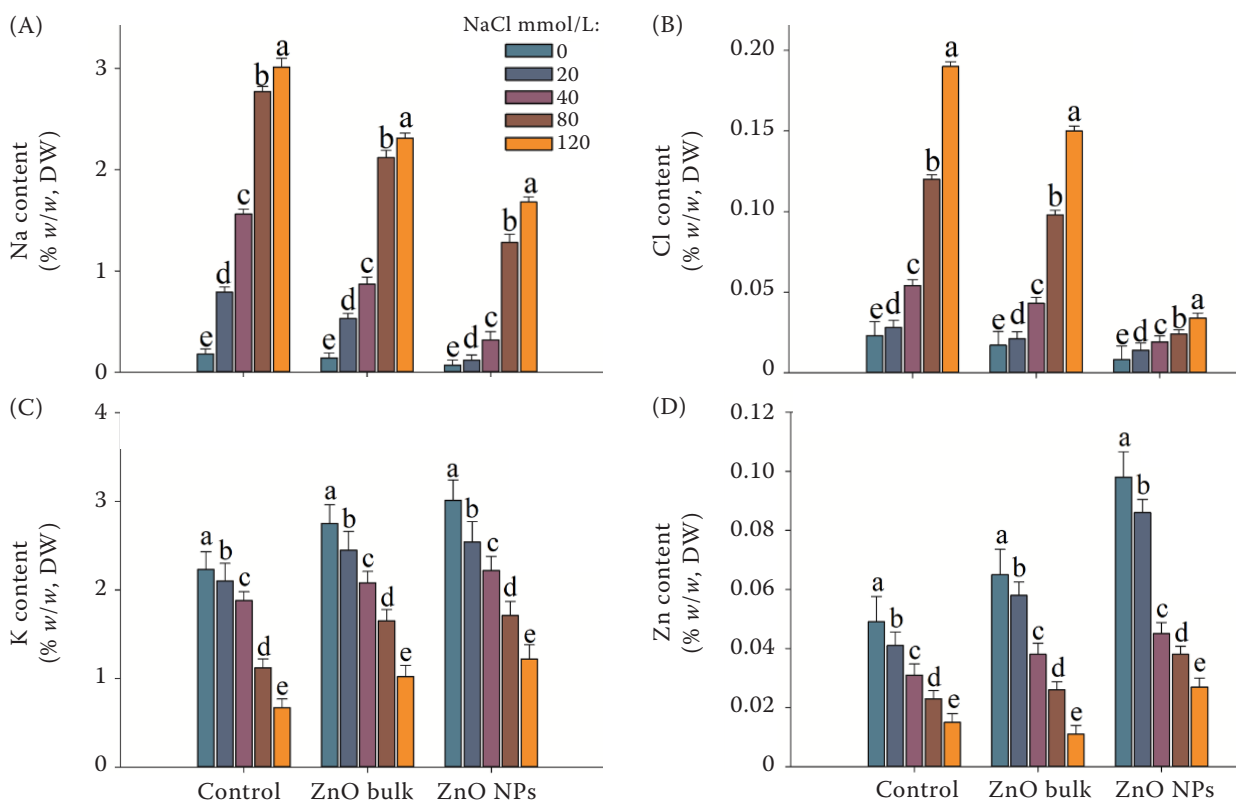 (A)
NaCl mmol/L:
0
20
40
80
120
Na content
(% w/w, DW)
3
2
1
0
e d c b a
e d c b a
e d c b a
(B)
Cl content
(% w/w, DW)
0.20
0.15
0.10
0.05
0
e d c b a
e d c b a
e d c b a
(C)
K content
(% w/w, DW)
4
3
2
1
0
a b c d e
a b c d e
a b c d e
Control ZnO bulk ZnO NPs
(D)
Zn content
(% w/w, DW)
0.12
0.10
0.08
0.06
0.04
0.02
0.00
a b c d e
a b c d e
a b c d e
Control ZnO bulk ZnO NPs